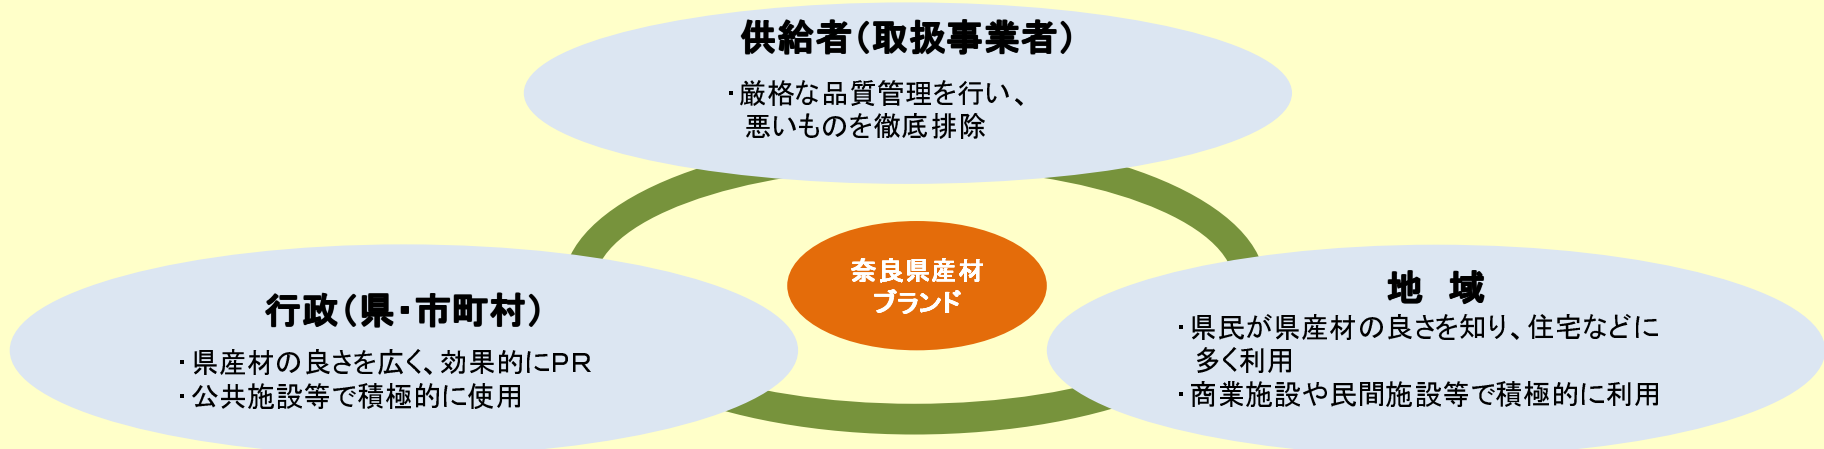 供給者（取扱事業者）
・厳格な品質管理を行い、
悪いものを徹底排除
奈良県産材
ブランド
行政（県・市町村）
・県産材の良さを広く、効果的にＰＲ
・公共施設等で積極的に使用
地　域
・県民が県産材の良さを知り、住宅などに
多く利用
・商業施設や民間施設等で積極的に利用